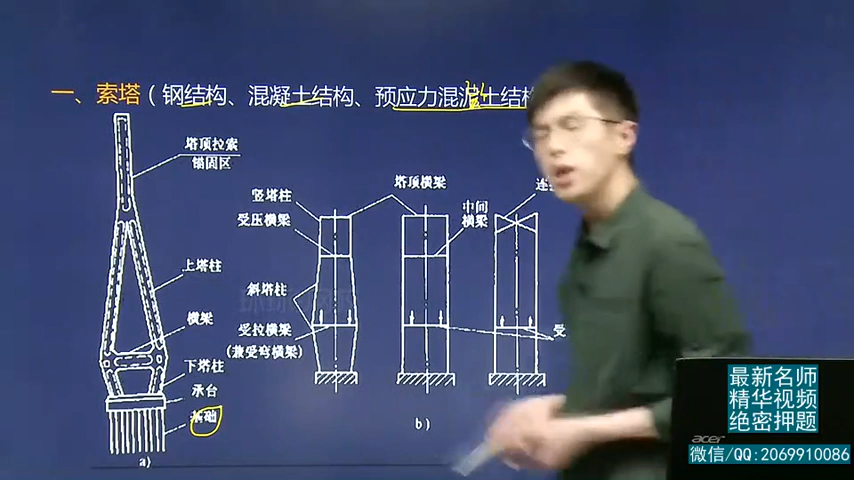 一、索塔（钢结构、混凝土结构、预应力混凝土结构
塔顶拉索
锚固区
上塔柱
横梁
下塔柱
承台
基础
a)
竖塔柱
受压横梁
斜塔柱
受拉横梁
(兼受弯横梁)
塔顶横梁
中间
横梁
连
受
b)
最新名师
精华视频
绝密押题
acer
微信/QQ:2069910086